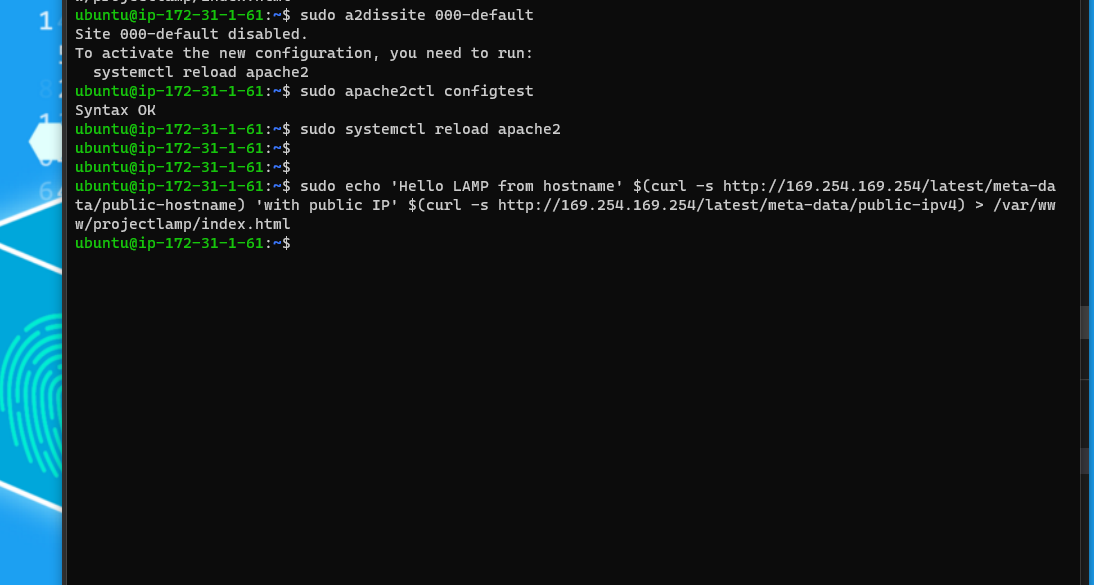 ubuntu@ip-172-31-1-61:~$ sudo a2dissite 000-default
Site 000-default disabled.
To activate the new configuration, you need to run:
  systemctl reload apache2
ubuntu@ip-172-31-1-61:~$ sudo apache2ctl configtest
Syntax OK
ubuntu@ip-172-31-1-61:~$ sudo systemctl reload apache2
ubuntu@ip-172-31-1-61:~$
ubuntu@ip-172-31-1-61:~$
ubuntu@ip-172-31-1-61:~$ sudo echo 'Hello LAMP from hostname' $(curl -s http://169.254.169.254/latest/meta-da
ta/public-hostname) 'with public IP' $(curl -s http://169.254.169.254/latest/meta-data/public-ipv4) > /var/ww
w/projectlamp/index.html
ubuntu@ip-172-31-1-61:~$